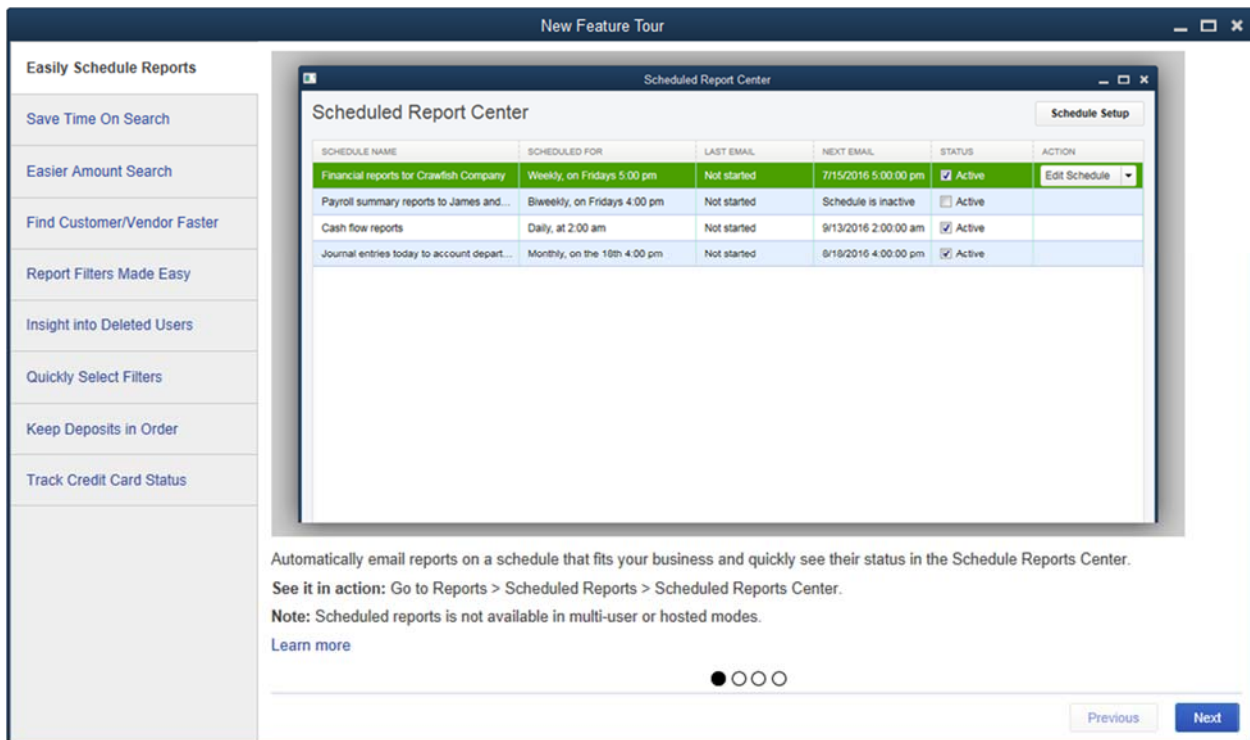 New Feature Tour
Easily Schedule Reports
Save Time On Search
Easier Amount Search
Find Customer/Vendor Faster
Report Filters Made Easy
Insight into Deleted Users
Quickly Select Filters
Keep Deposits in Order
Track Credit Card Status
Scheduled Report Center
Scheduled Report Center
Schedule Setup
SCHEDULE NAME SCHEDULED FOR LAST EMAIL NEXT EMAIL STATUS ACTION
Financial reports for Crawfish Company Weekly, on Fridays 5:00 pm Not started 7/15/2016 5:00:00 pm Active Edit Schedule
Payroll summary reports to James and... Biweekly, on Fridays 4:00 pm Not started Schedule is inactive Active
Cash flow reports Daily, at 2:00 am Not started 9/13/2016 2:00:00 am Active
Journal entries today to account depart... Monthly, on the 18th 4:00 pm Not started 8/18/2016 4:00:00 pm Active
Automatically email reports on a schedule that fits your business and quickly see their status in the Schedule Reports Center.
See it in action: Go to Reports > Scheduled Reports > Scheduled Reports Center.
Note: Scheduled reports is not available in multi-user or hosted modes.
Learn more
Previous Next